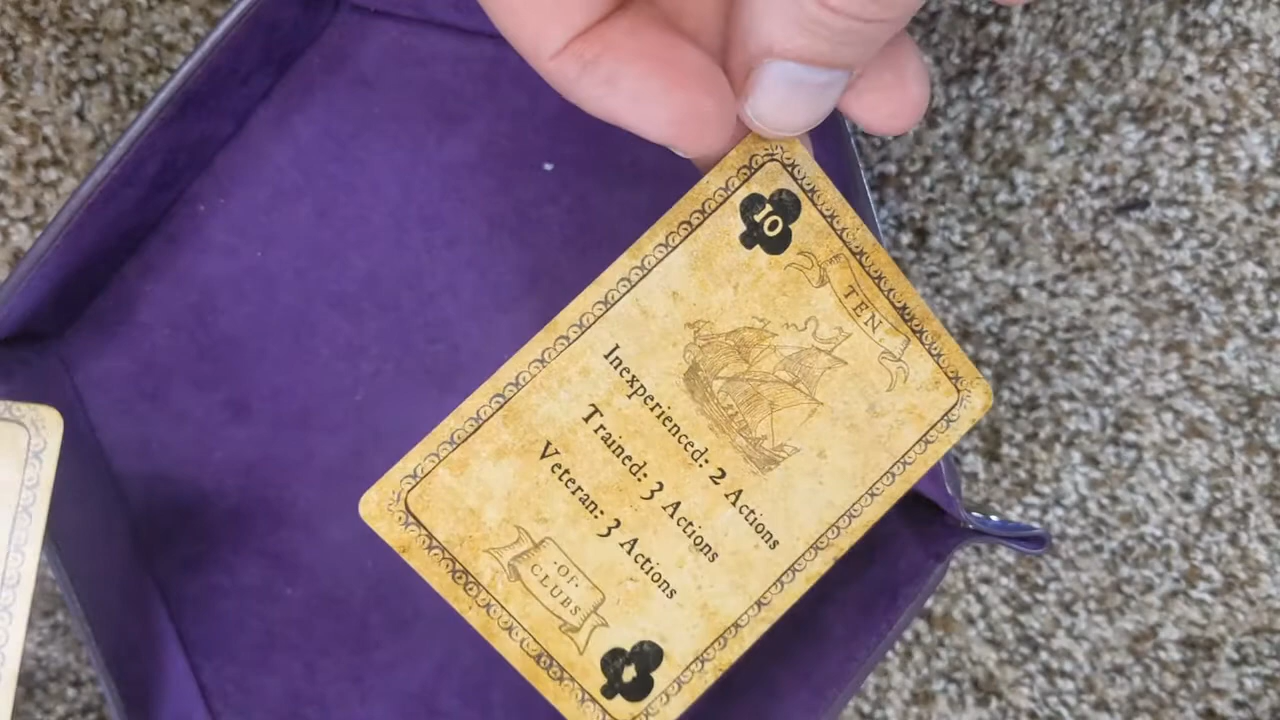 10
TEN
Inexperienced: 2 Actions
Trained: 3 Actions
Veteran: 3 Actions
·OF·
CLUBS